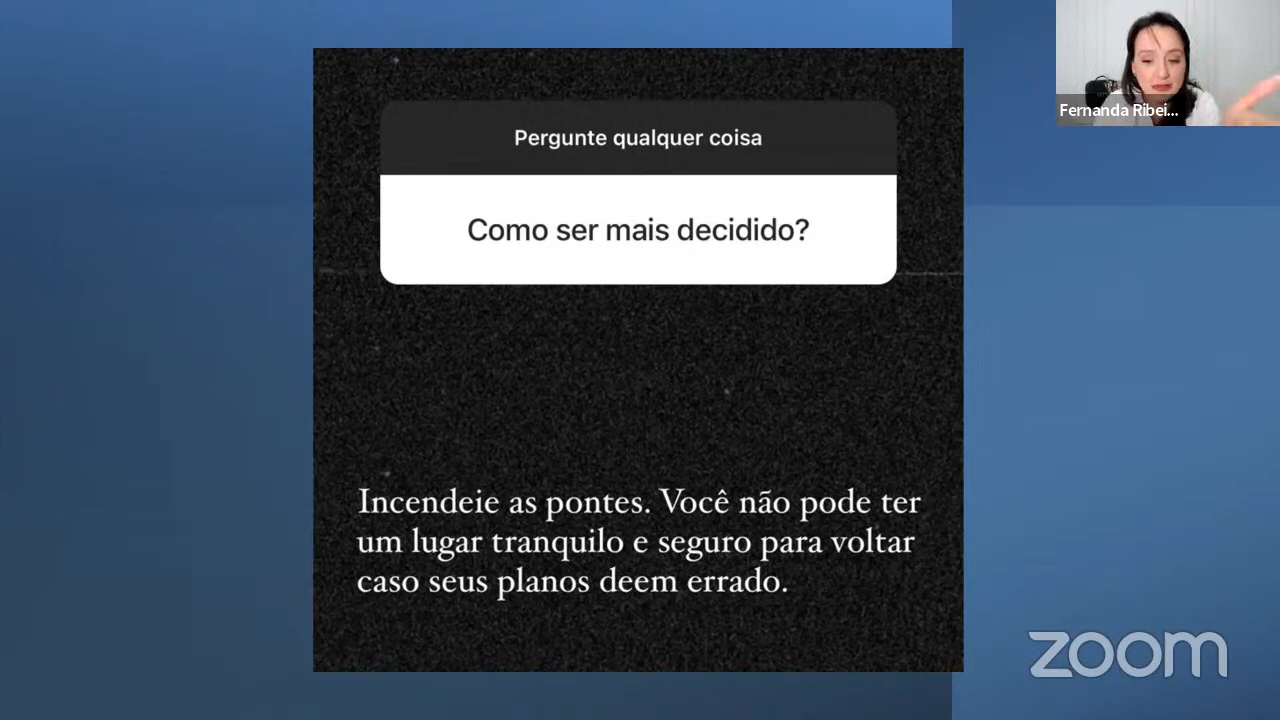 Pergunte qualquer coisa
Como ser mais decidido?
Fernanda Ribei...
Incendeie as pontes. Você não pode ter
um lugar tranquilo e seguro para voltar
caso seus planos deem errado.
zoom